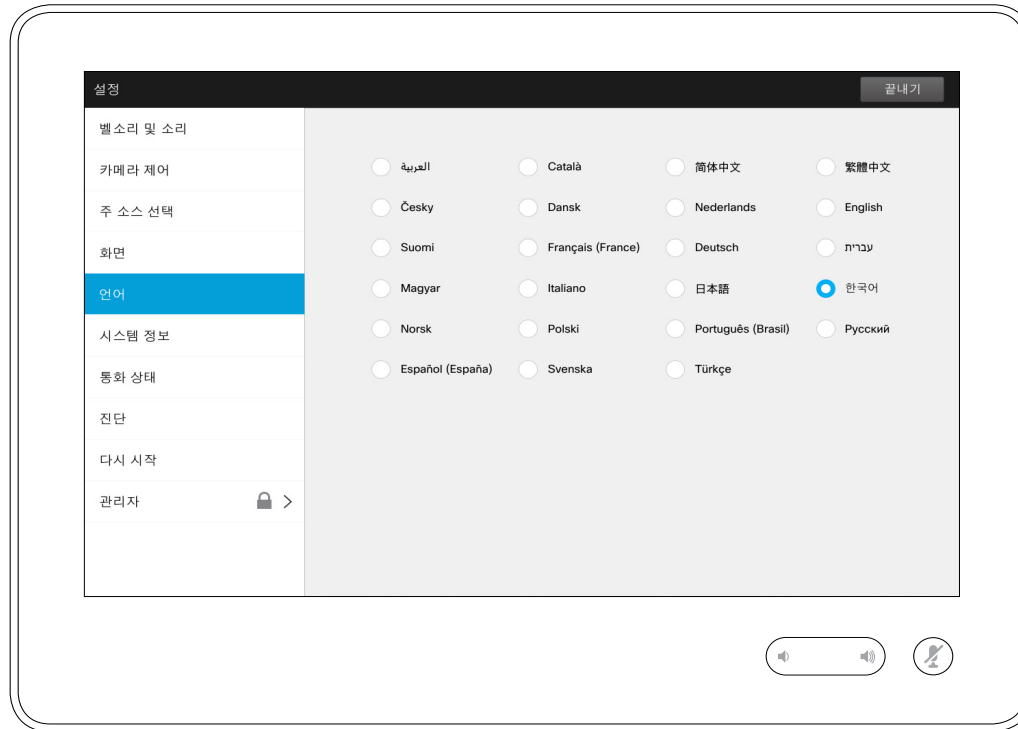 설정
끝내기
벨소리 및 소리
카메라 제어
주 소스 선택
화면
언어
시스템 정보
통화 상태
진단
다시 시작
관리자
العربية
Català
简体中文
繁體中文
Česky
Dansk
Nederlands
English
Suomi
Français (France)
Deutsch
עברית
Magyar
Italiano
日本語
한국어
Norsk
Polski
Português (Brasil)
Русский
Español (España)
Svenska
Türkçe